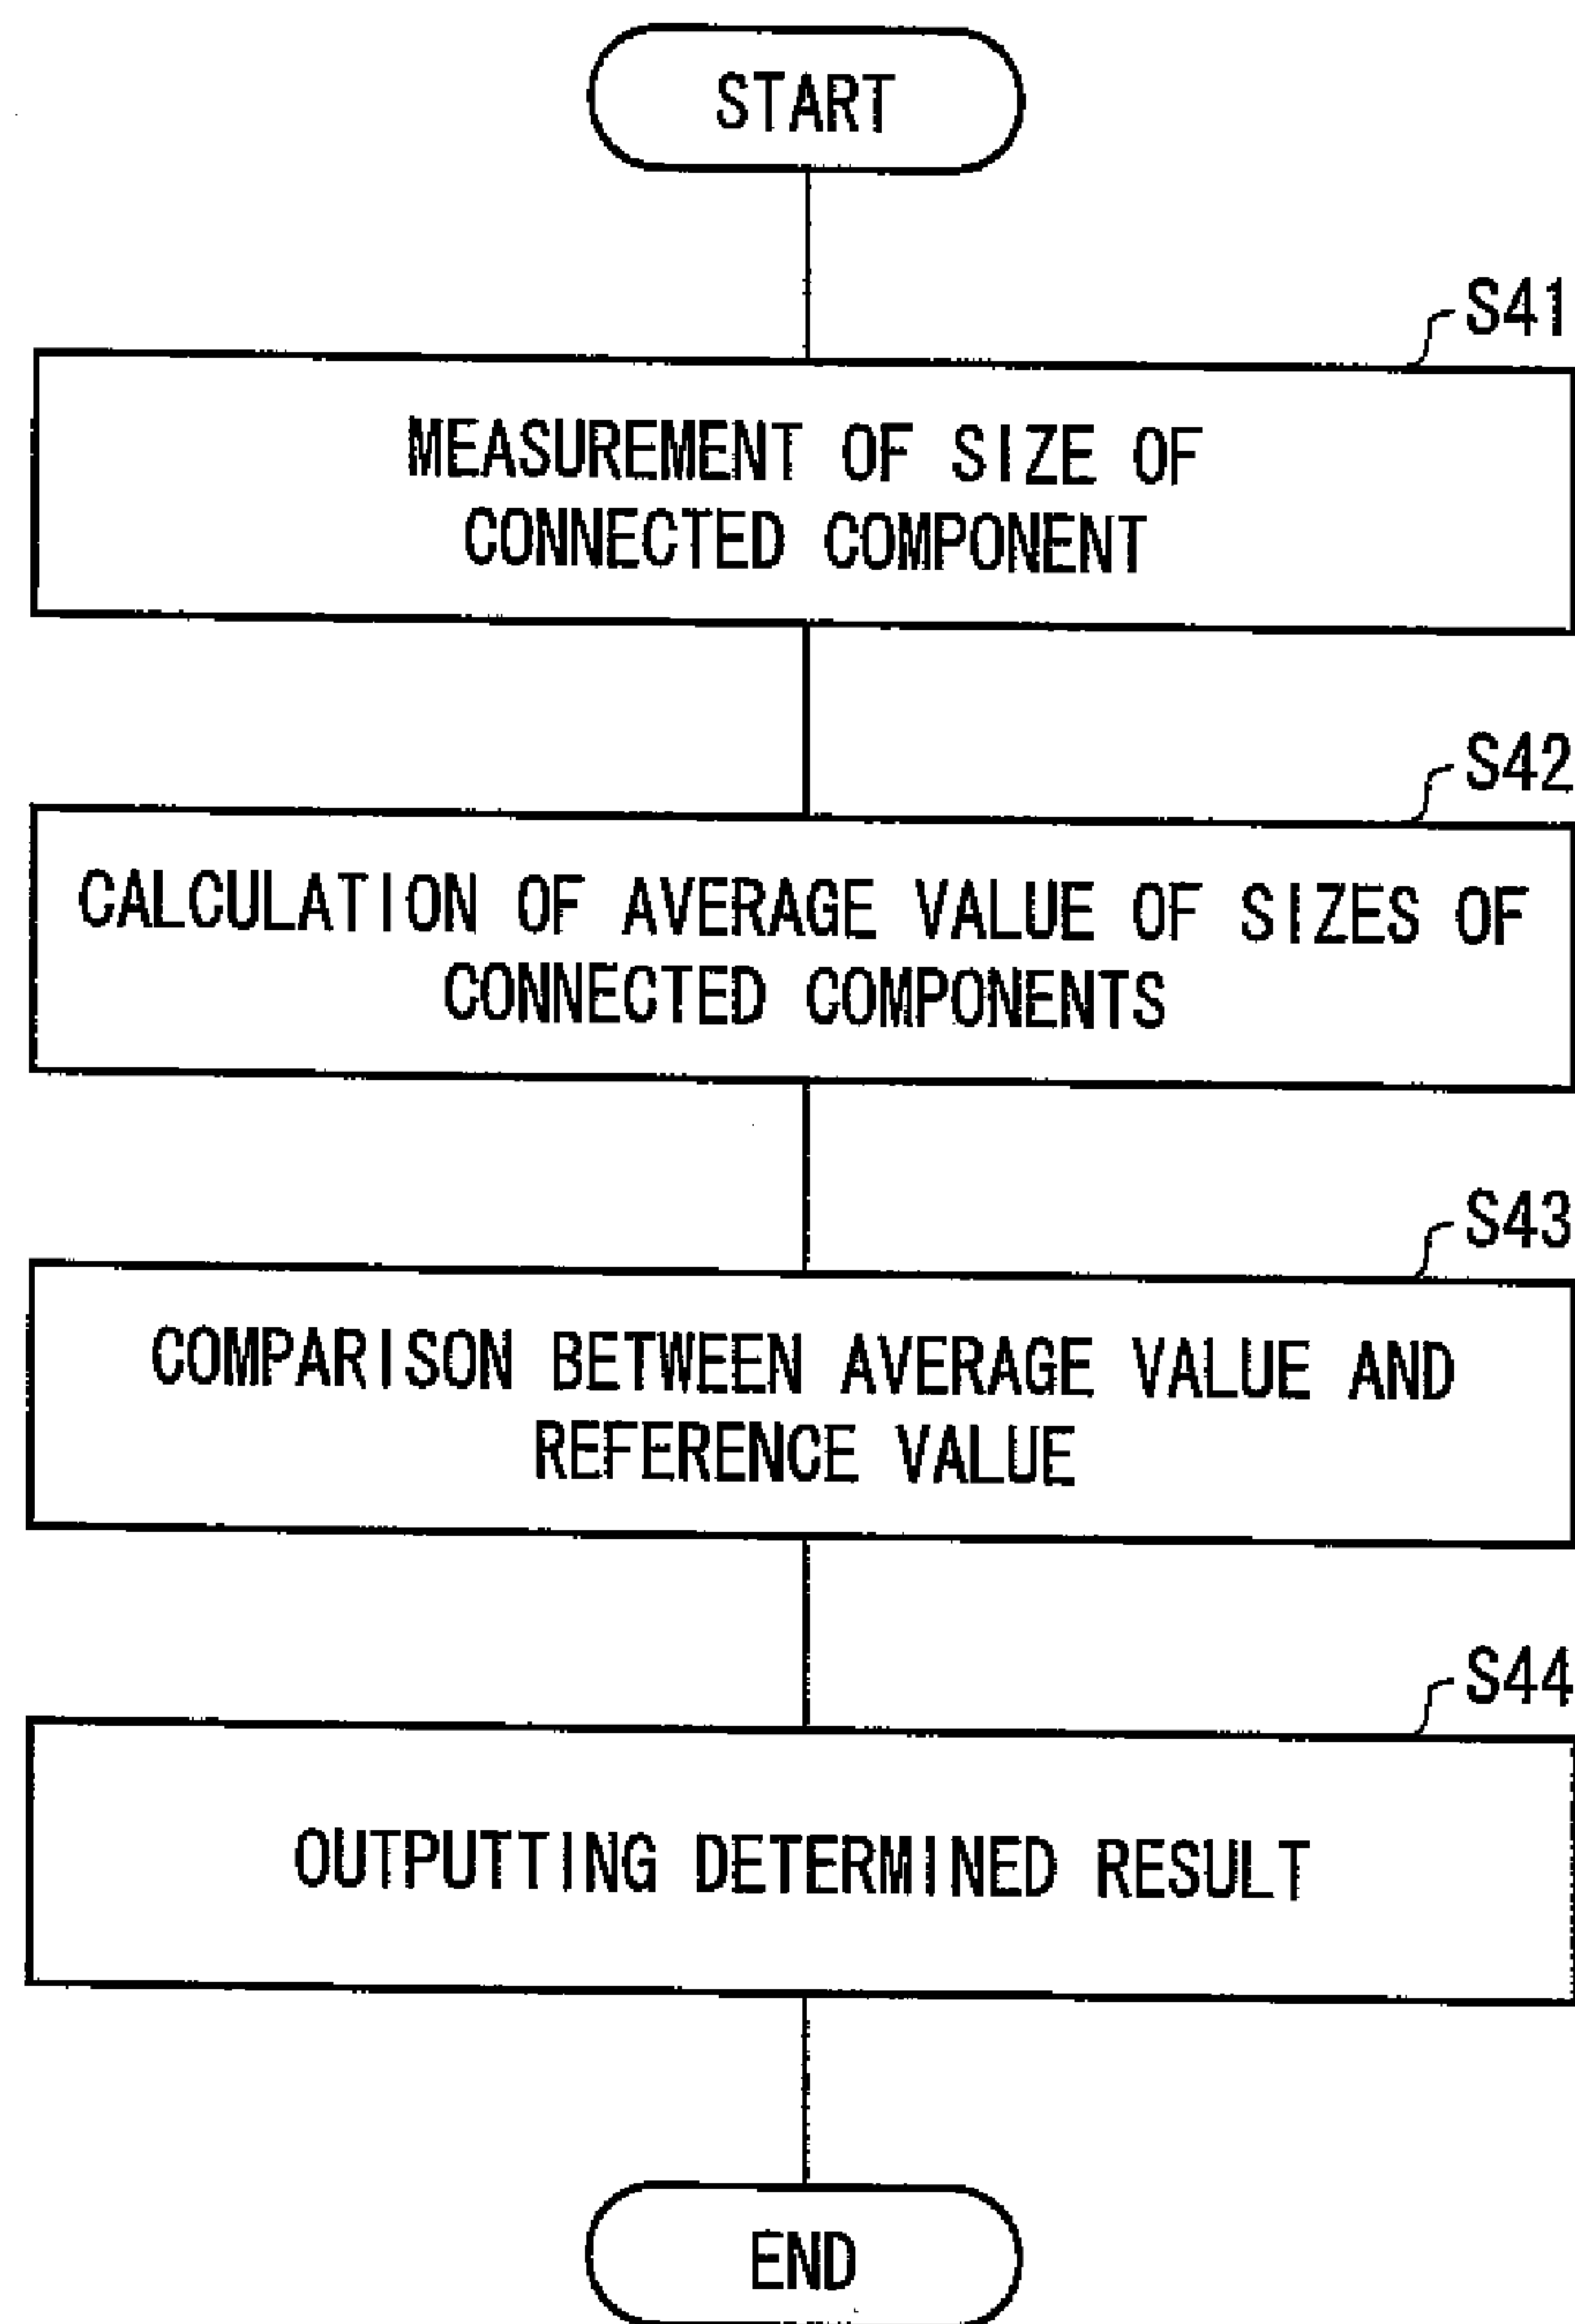 START
S41
MEASUREMENT OF SIZE OF
CONNECTED COMPONENT
S42
CALCULATION OF AVERAGE VALUE OF SIZES OF
CONNECTED COMPONENTS
S43
COMPARISON BETWEEN AVERAGE VALUE AND
REFERENCE VALUE
S44
OUTPUTTING DETERMINED RESULT
END